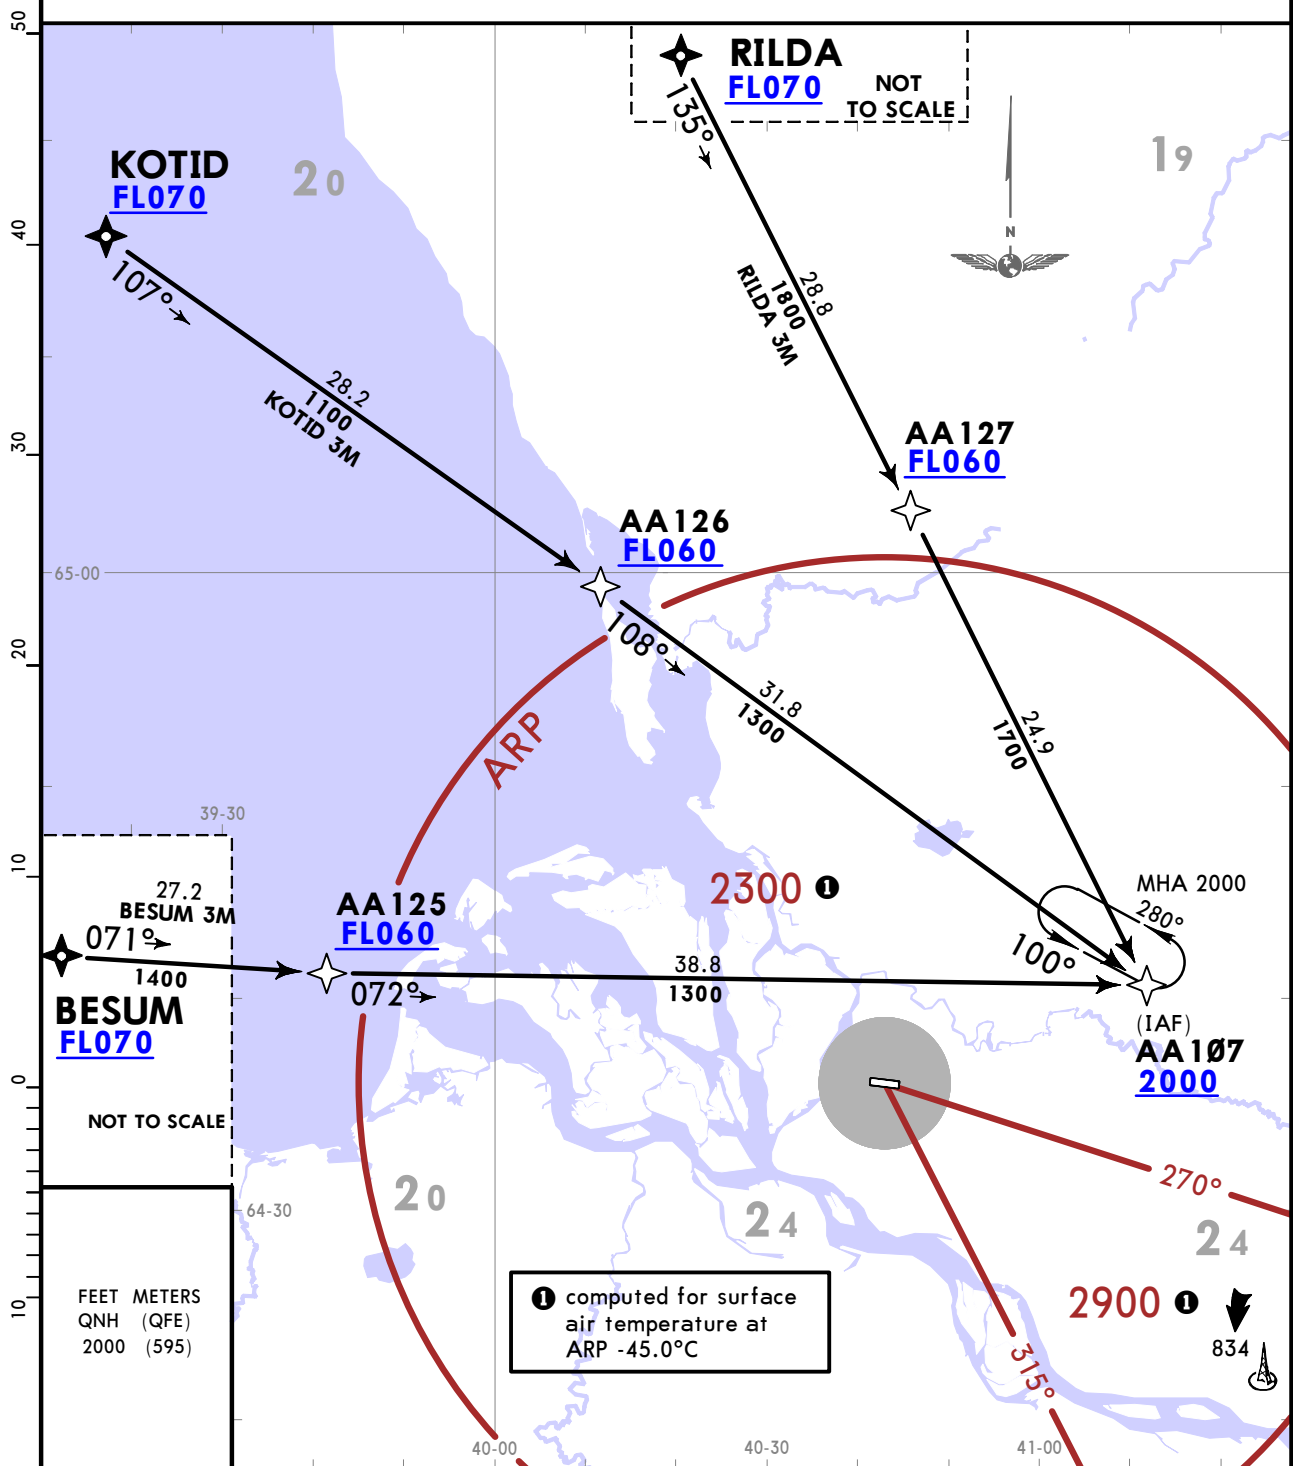 50
40
30
20
10
0
10
RILDA
FL070
NOT
TO SCALE
135°
KOTID
FL070
20
19
N
107°
28.2
1100
KOTID 3M
28.8
1800
RILDA 3M
AA127
FL060
AA126
FL060
65-00
108°
31.8
1300
24.9
1700
ARP
39-30
27.2
BESUM 3M
071°
1400
BESUM
FL070
NOT TO SCALE
AA125
FL060
072°
2300 1
38.8
1300
MHA 2000
280°
100°
(IAF)
AA1Ø7
2000
270°
64-30
20
24
24
FEET METERS
QNH (QFE)
2000 (595)
1 computed for surface
air temperature at
ARP -45.0°C
2900 1
834
315°
40-00
40-30
41-00